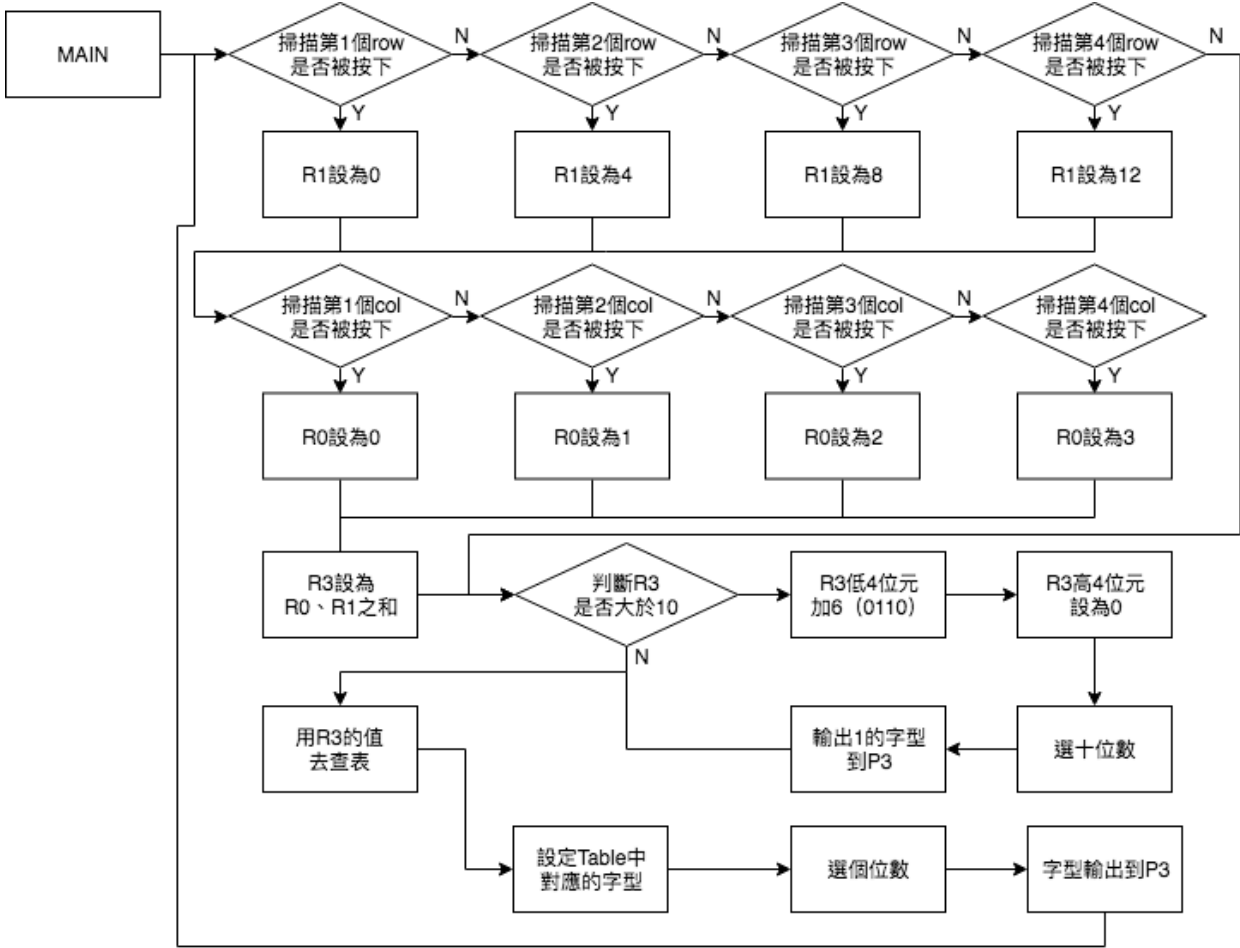 MAIN
掃描第1個row
是否被按下
N
掃描第2個row
是否被按下
N
掃描第3個row
是否被按下
N
掃描第4個row
是否被按下
N
Y
Y
Y
Y
R1設為0
R1設為4
R1設為8
R1設為12
掃描第1個col
是否被按下
N
掃描第2個col
是否被按下
N
掃描第3個col
是否被按下
N
掃描第4個col
是否被按下
Y
Y
Y
Y
R0設為0
R0設為1
R0設為2
R0設為3
R3設為
R0、R1之和
判斷R3
是否大於10
R3低4位元
加6（0110）
R3高4位元
設為0
N
用R3的值
去查表
輸出1的字型
到P3
選十位數
設定Table中
對應的字型
選個位數
字型輸出到P3